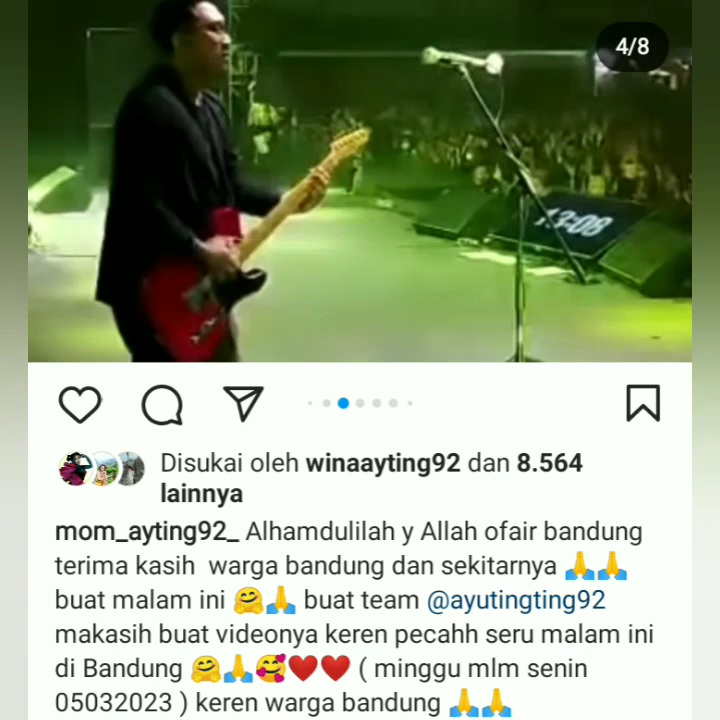 4/8
13:08
Disukai oleh winaayting92 dan 8.564
lainnya
mom_ayting92_ Alhamdulilah y Allah ofair bandung
terima kasih warga bandung dan sekitarnya 🙏🙏
buat malam ini 🤗🙏 buat team @ayutingting92
makasih buat videonya keren pecahh seru malam ini
di Bandung 🤗🙏🥰❤️❤️ ( minggu mlm senin
05032023 ) keren warga bandung 🙏🙏